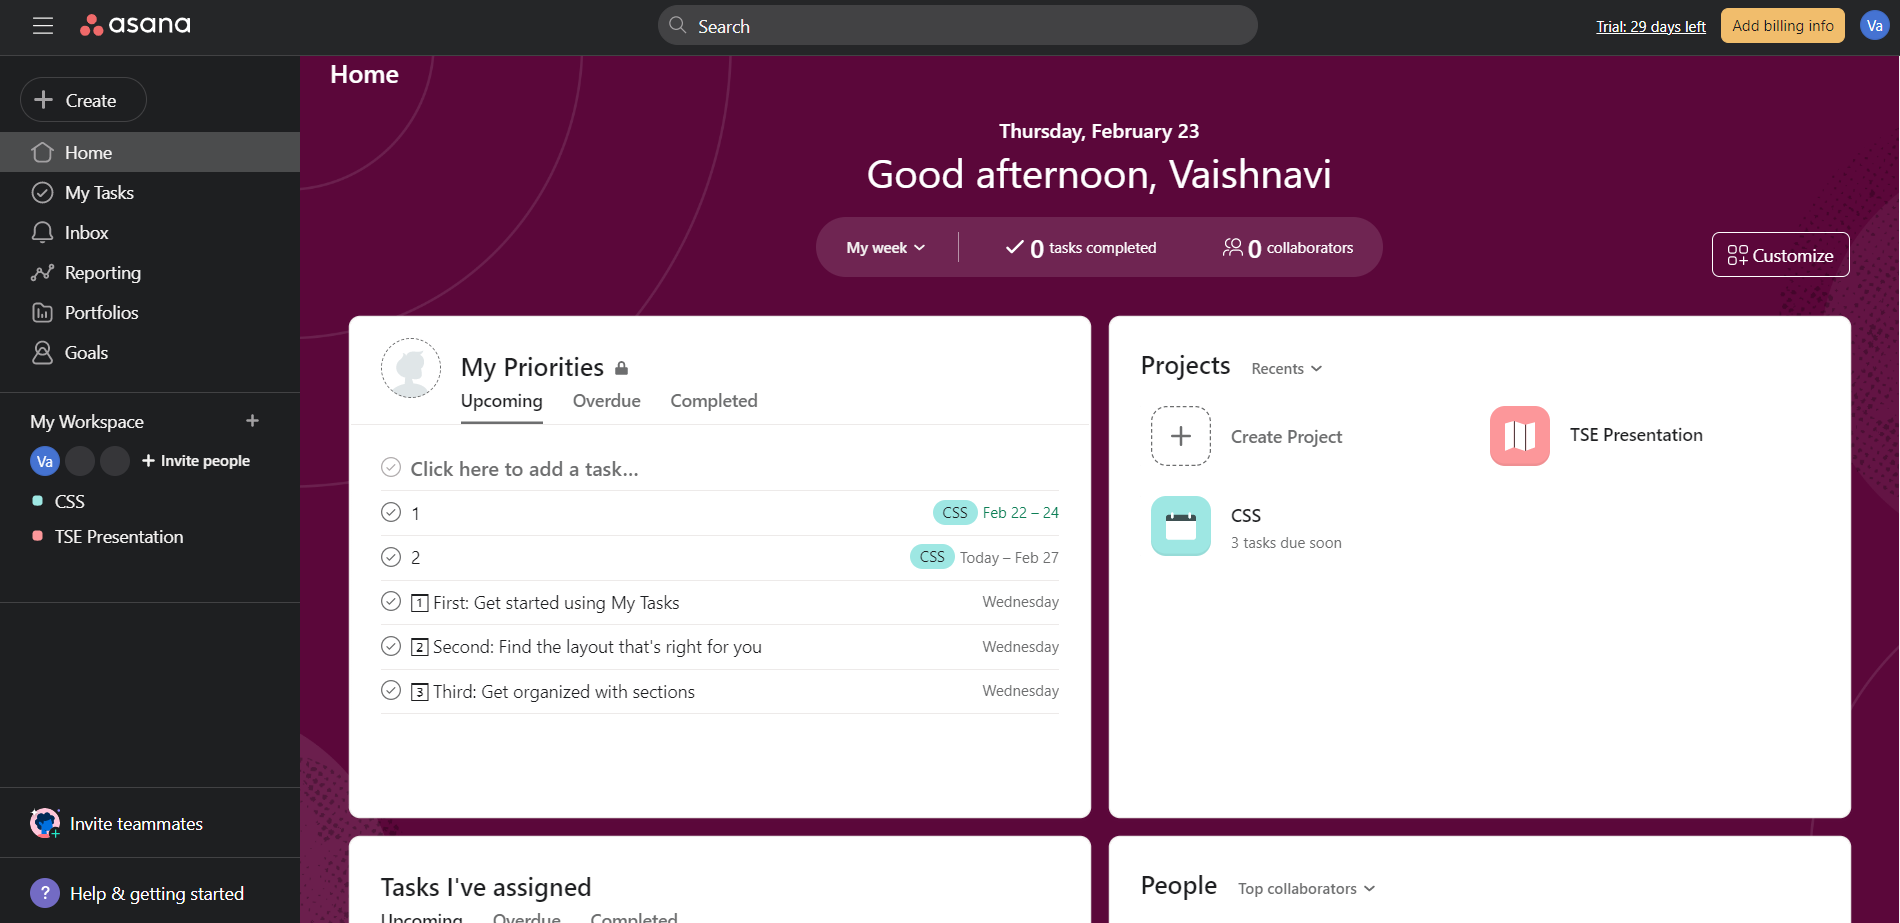 asana
Search
Trial: 29 days left
Add billing info
Va
Create
Home
My Tasks
Inbox
Reporting
Portfolios
Goals
My Workspace
Va
Invite people
CSS
TSE Presentation
Invite teammates
? Help & getting started
Home
Thursday, February 23
Good afternoon, Vaishnavi
My week
0 tasks completed
0 collaborators
Customize
My Priorities
Upcoming Overdue Completed
Click here to add a task...
1 CSS Feb 22 – 24
2 CSS Today – Feb 27
1 First: Get started using My Tasks Wednesday
2 Second: Find the layout that's right for you Wednesday
3 Third: Get organized with sections Wednesday
Projects Recents
Create Project
TSE Presentation
CSS
3 tasks due soon
Tasks I've assigned
Upcoming Overdue Completed
People Top collaborators